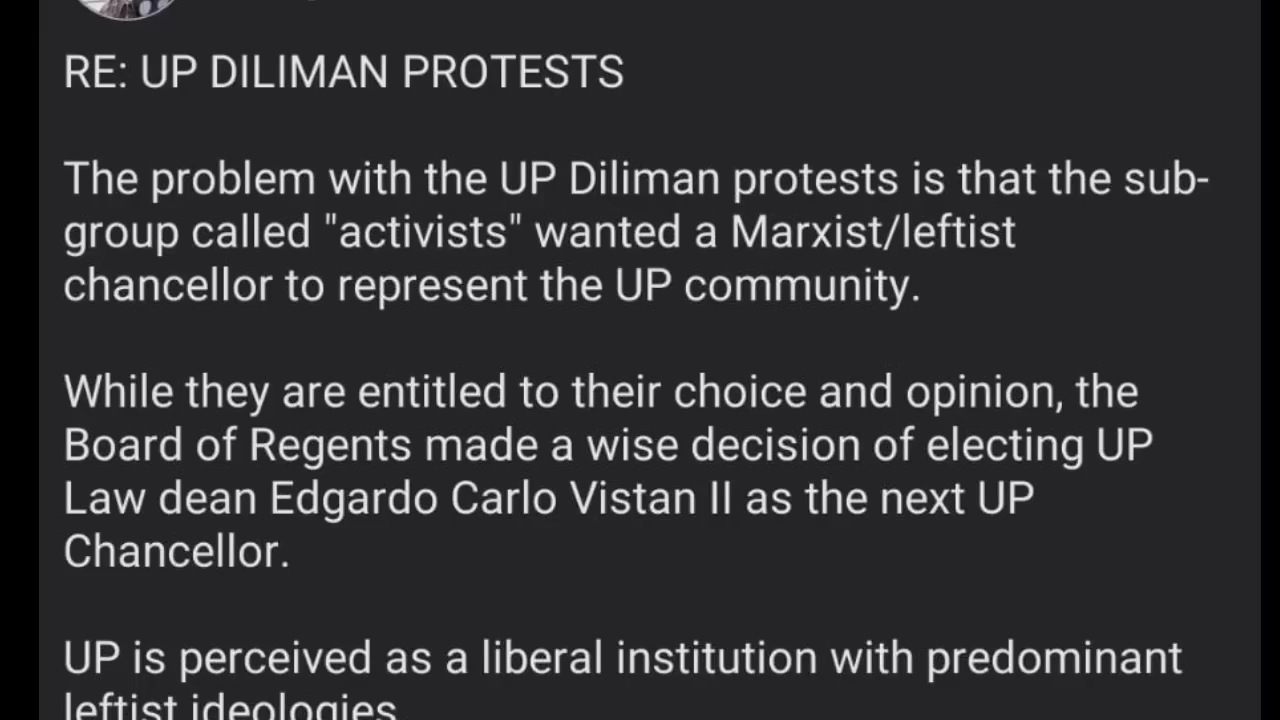 RE: UP DILIMAN PROTESTS
The problem with the UP Diliman protests is that the sub-
group called "activists" wanted a Marxist/leftist
chancellor to represent the UP community.
While they are entitled to their choice and opinion, the
Board of Regents made a wise decision of electing UP
Law dean Edgardo Carlo Vistan II as the next UP
Chancellor.
UP is perceived as a liberal institution with predominant
leftist ideologies